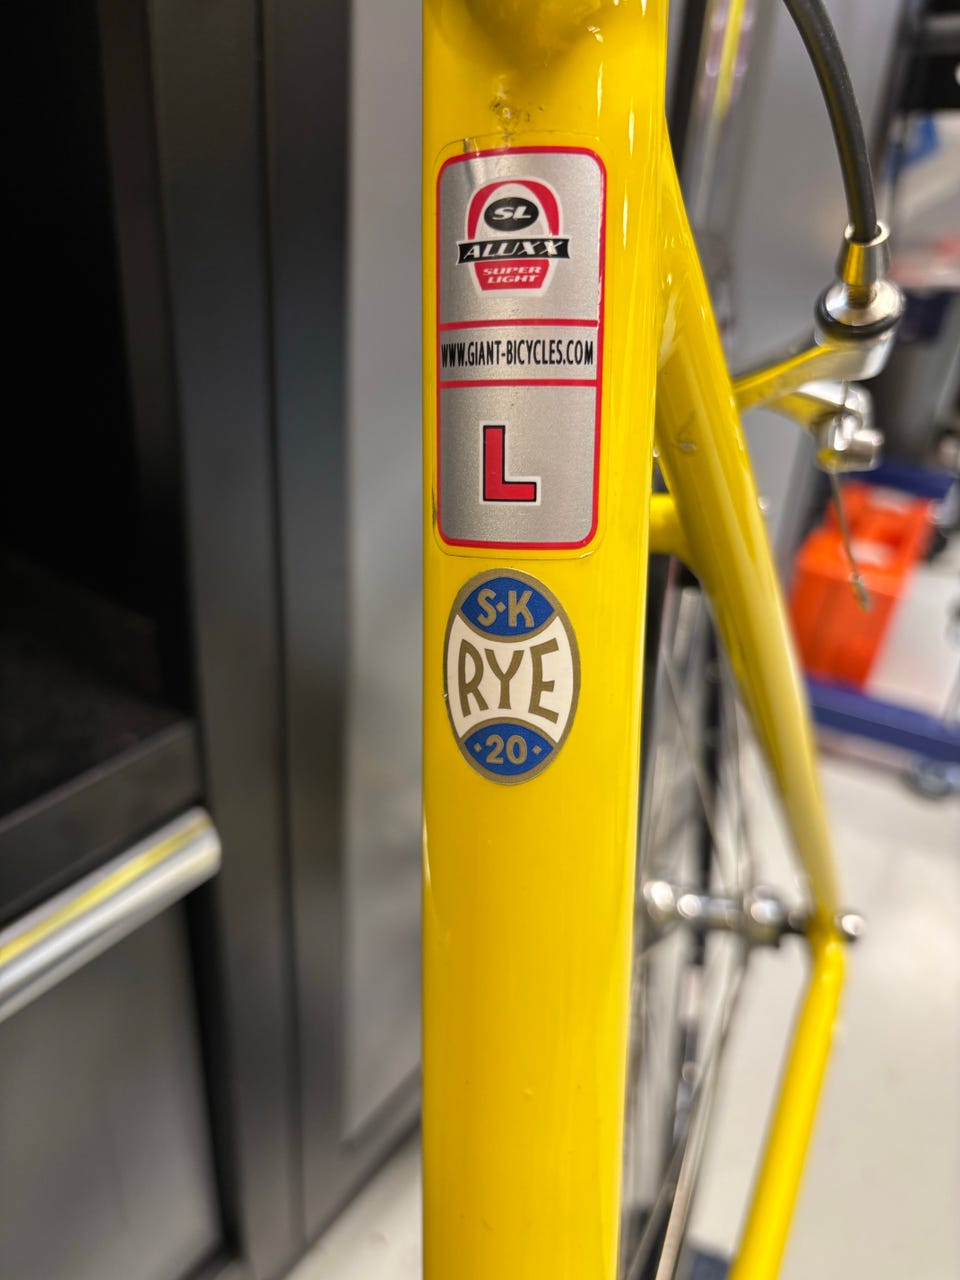 SL
ALUXX
SUPER
LIGHT
WWW.GIANT-BICYCLES.COM
L
S·K
RYE
·20·